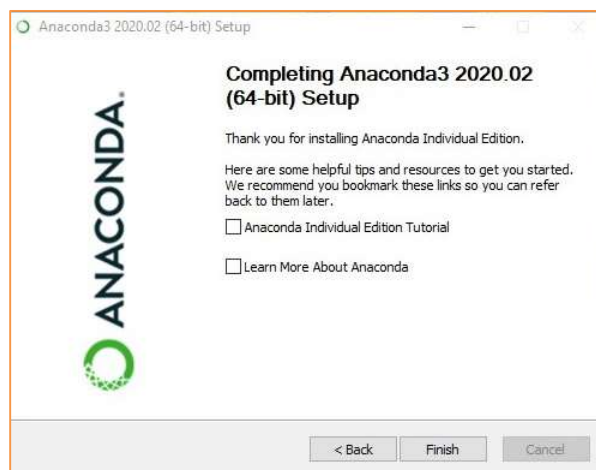 Anaconda3 2020.02 (64-bit) Setup
ANACONDA.
Completing Anaconda3 2020.02
(64-bit) Setup
Thank you for installing Anaconda Individual Edition.
Here are some helpful tips and resources to get you started.
We recommend you bookmark these links so you can refer
back to them later.
Anaconda Individual Edition Tutorial
Learn More About Anaconda
< Back Finish Cancel